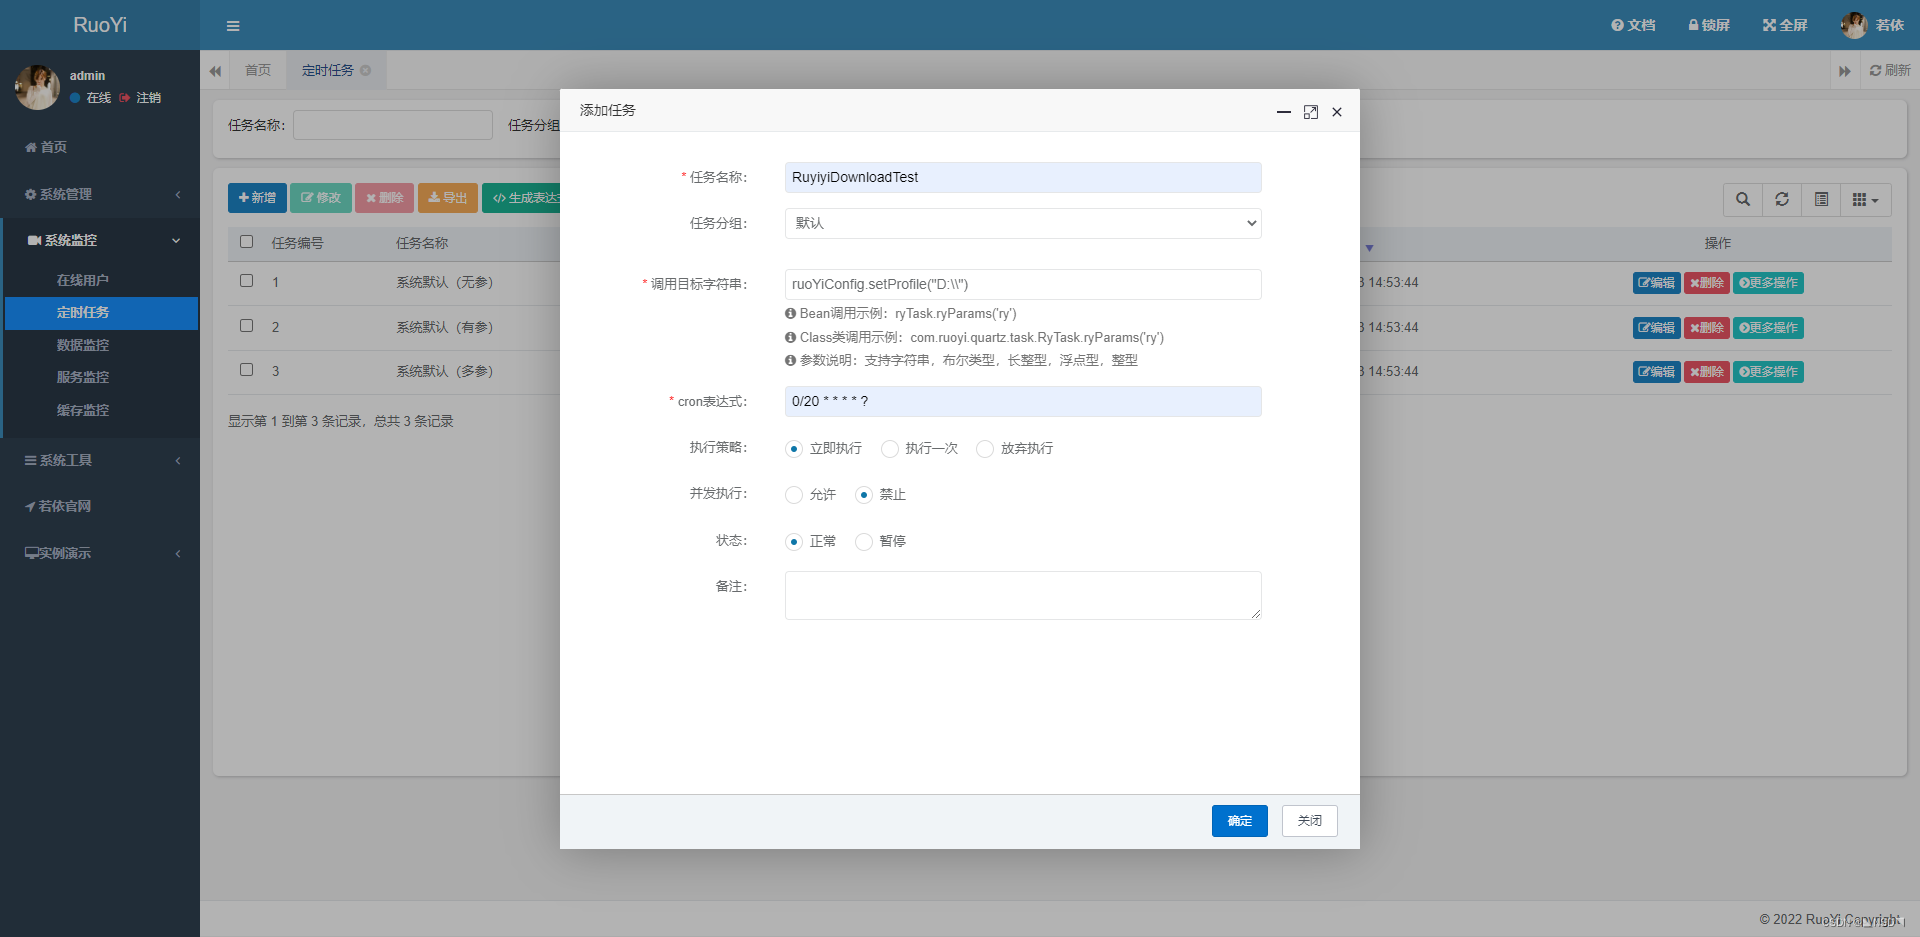 RuoYi
文档
锁屏
全屏
若依
admin
在线
注销
首页
定时任务
刷新
首页
系统管理
系统监控
在线用户
定时任务
数据监控
服务监控
缓存监控
系统工具
若依官网
实例演示
任务名称：
任务分组
新增
修改
删除
导出
生成表达式
任务编号
任务名称
操作
1
系统默认（无参）
14:53:44
编辑
删除
更多操作
2
系统默认（有参）
14:53:44
编辑
删除
更多操作
3
系统默认（多参）
14:53:44
编辑
删除
更多操作
显示第 1 到第 3 条记录，总共 3 条记录
添加任务
* 任务名称：
RuyiyiDownloadTest
任务分组：
默认
* 调用目标字符串：
ruoYiConfig.setProfile("D:\\")
Bean调用示例：ryTask.ryParams('ry')
Class类调用示例：com.ruoyi.quartz.task.RyTask.ryParams('ry')
参数说明：支持字符串，布尔类型，长整型，浮点型，整型
* cron表达式：
0/20 * * * * ?
执行策略：
立即执行
执行一次
放弃执行
并发执行：
允许
禁止
状态：
正常
暂停
备注：
确定
关闭
© 2022 RuoYi Copyright